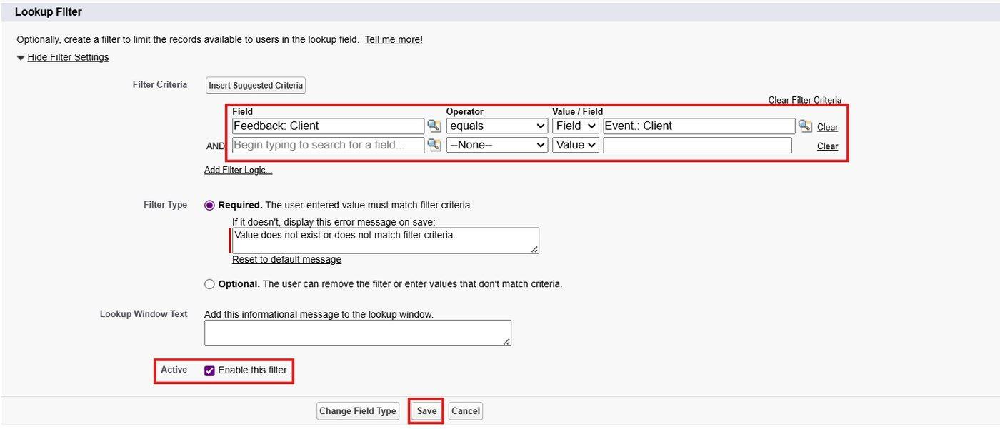 Lookup Filter
Optionally, create a filter to limit the records available to users in the lookup field. Tell me more!
Hide Filter Settings
Filter Criteria Insert Suggested Criteria
Clear Filter Criteria
Field Operator Value / Field
Feedback: Client equals Field Event.: Client Clear
AND Begin typing to search for a field... --None-- Value Clear
Add Filter Logic...
Filter Type Required. The user-entered value must match filter criteria.
If it doesn't, display this error message on save:
Value does not exist or does not match filter criteria.
Reset to default message
Optional. The user can remove the filter or enter values that don't match criteria.
Lookup Window Text Add this informational message to the lookup window.
Active Enable this filter.
Change Field Type Save Cancel